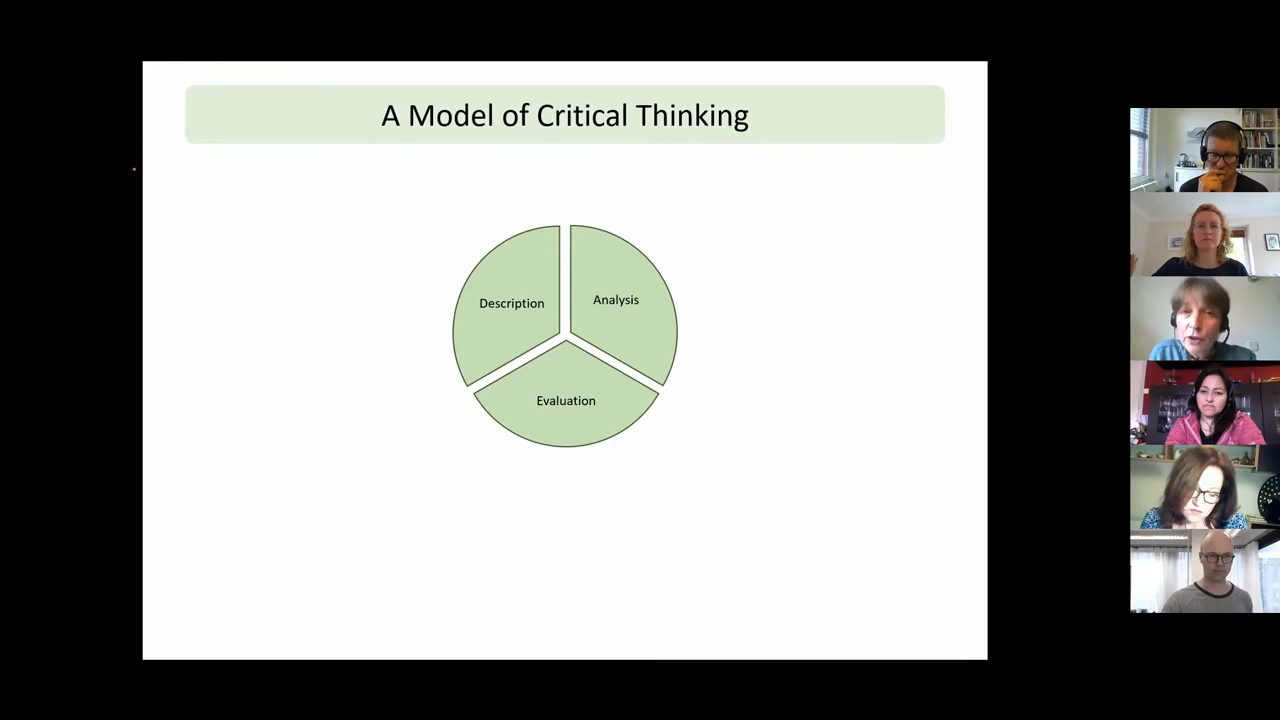 A Model of Critical Thinking
Description
Analysis
Evaluation